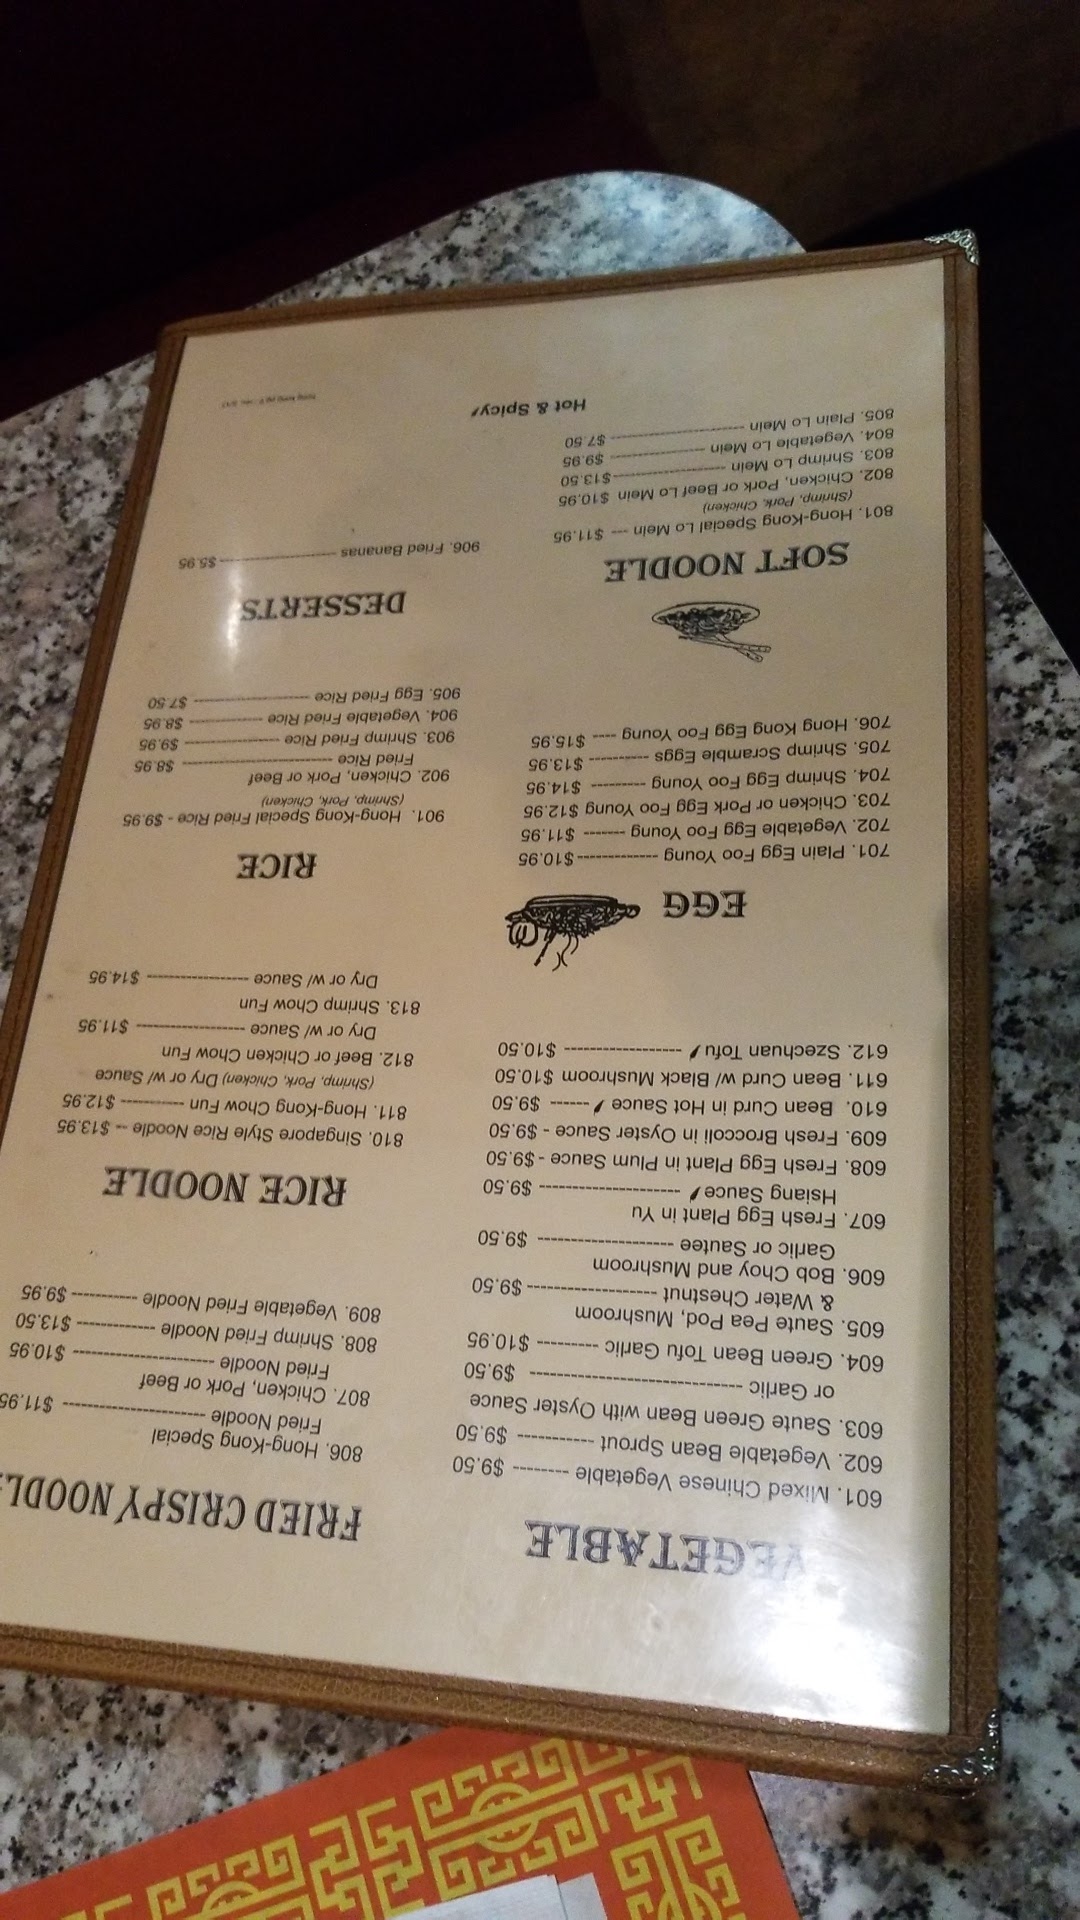 VEGETABLE
601. Mixed Chinese Vegetable --------- $9.50
602. Vegetable Bean Sprout ----------- $9.50
603. Saute Green Bean with Oyster Sauce
or Garlic ------------------------------ $9.50
604. Green Bean Tofu Garlic --------- $10.95
605. Saute Pea Pod, Mushroom
& Water Chestnut ------------------- $9.50
606. Bob Choy and Mushroom
Garlic or Sautee -------------------- $9.50
607. Fresh Egg Plant in Yu
Hsiang Sauce -------------------- $9.50
608. Fresh Egg Plant in Plum Sauce - $9.50
609. Fresh Broccoli in Oyster Sauce - $9.50
610. Bean Curd in Hot Sauce ------ $9.50
611. Bean Curd w/ Black Mushroom $10.50
612. Szechuan Tofu ----------------- $10.50
EGG
701. Plain Egg Foo Young -------------- $10.95
702. Vegetable Egg Foo Young ------- $11.95
703. Chicken or Pork Egg Foo Young $12.95
704. Shrimp Egg Foo Young --------- $14.95
705. Shrimp Scramble Eggs ---------- $13.95
706. Hong Kong Egg Foo Young ---- $15.95
SOFT NOODLE
801. Hong-Kong Special Lo Mein --- $11.95
(Shrimp, Pork, Chicken)
802. Chicken, Pork or Beef Lo Mein $10.95
803. Shrimp Lo Mein ----------------- $13.50
804. Vegetable Lo Mein --------------- $9.95
805. Plain Lo Mein --------------------- $7.50
Hot & Spicy
FRIED CRISPY NOODL
806. Hong-Kong Special
Fried Noodle -------------------- $11.95
807. Chicken, Pork or Beef
Fried Noodle -------------------- $10.95
808. Shrimp Fried Noodle ------------ $13.50
809. Vegetable Fried Noodle ---------- $9.95
RICE NOODLE
810. Singapore Style Rice Noodle -- $13.95
811. Hong-Kong Chow Fun ---------- $12.95
(Shrimp, Pork, Chicken) Dry or w/ Sauce
812. Beef or Chicken Chow Fun
Dry or w/ Sauce ------------------ $11.95
813. Shrimp Chow Fun
Dry or w/ Sauce ------------------ $14.95
RICE
901. Hong-Kong Special Fried Rice - $9.95
(Shrimp, Pork, Chicken)
902. Chicken, Pork or Beef
Fried Rice ------------------------- $8.95
903. Shrimp Fried Rice ---------------- $9.95
904. Vegetable Fried Rice ------------- $8.95
905. Egg Fried Rice -------------------- $7.50
DESSERTS
906. Fried Bananas -------------------- $5.95